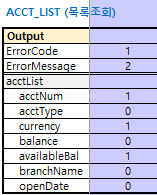 ACCT_LIST (목록조회)
Output
ErrorCode 1
ErrorMessage 2
acctList
acctNum 1
acctType 0
currency 1
balance 0
availableBal 1
branchName 0
openDate 0